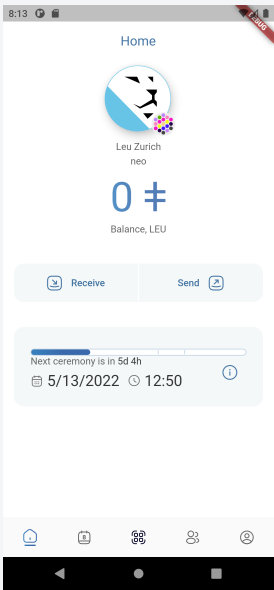 8:13
DEBUG
Home
Leu Zurich
neo
0 ǂ
Balance, LEU
Receive
Send
Next ceremony is in 5d 4h
5/13/2022 12:50